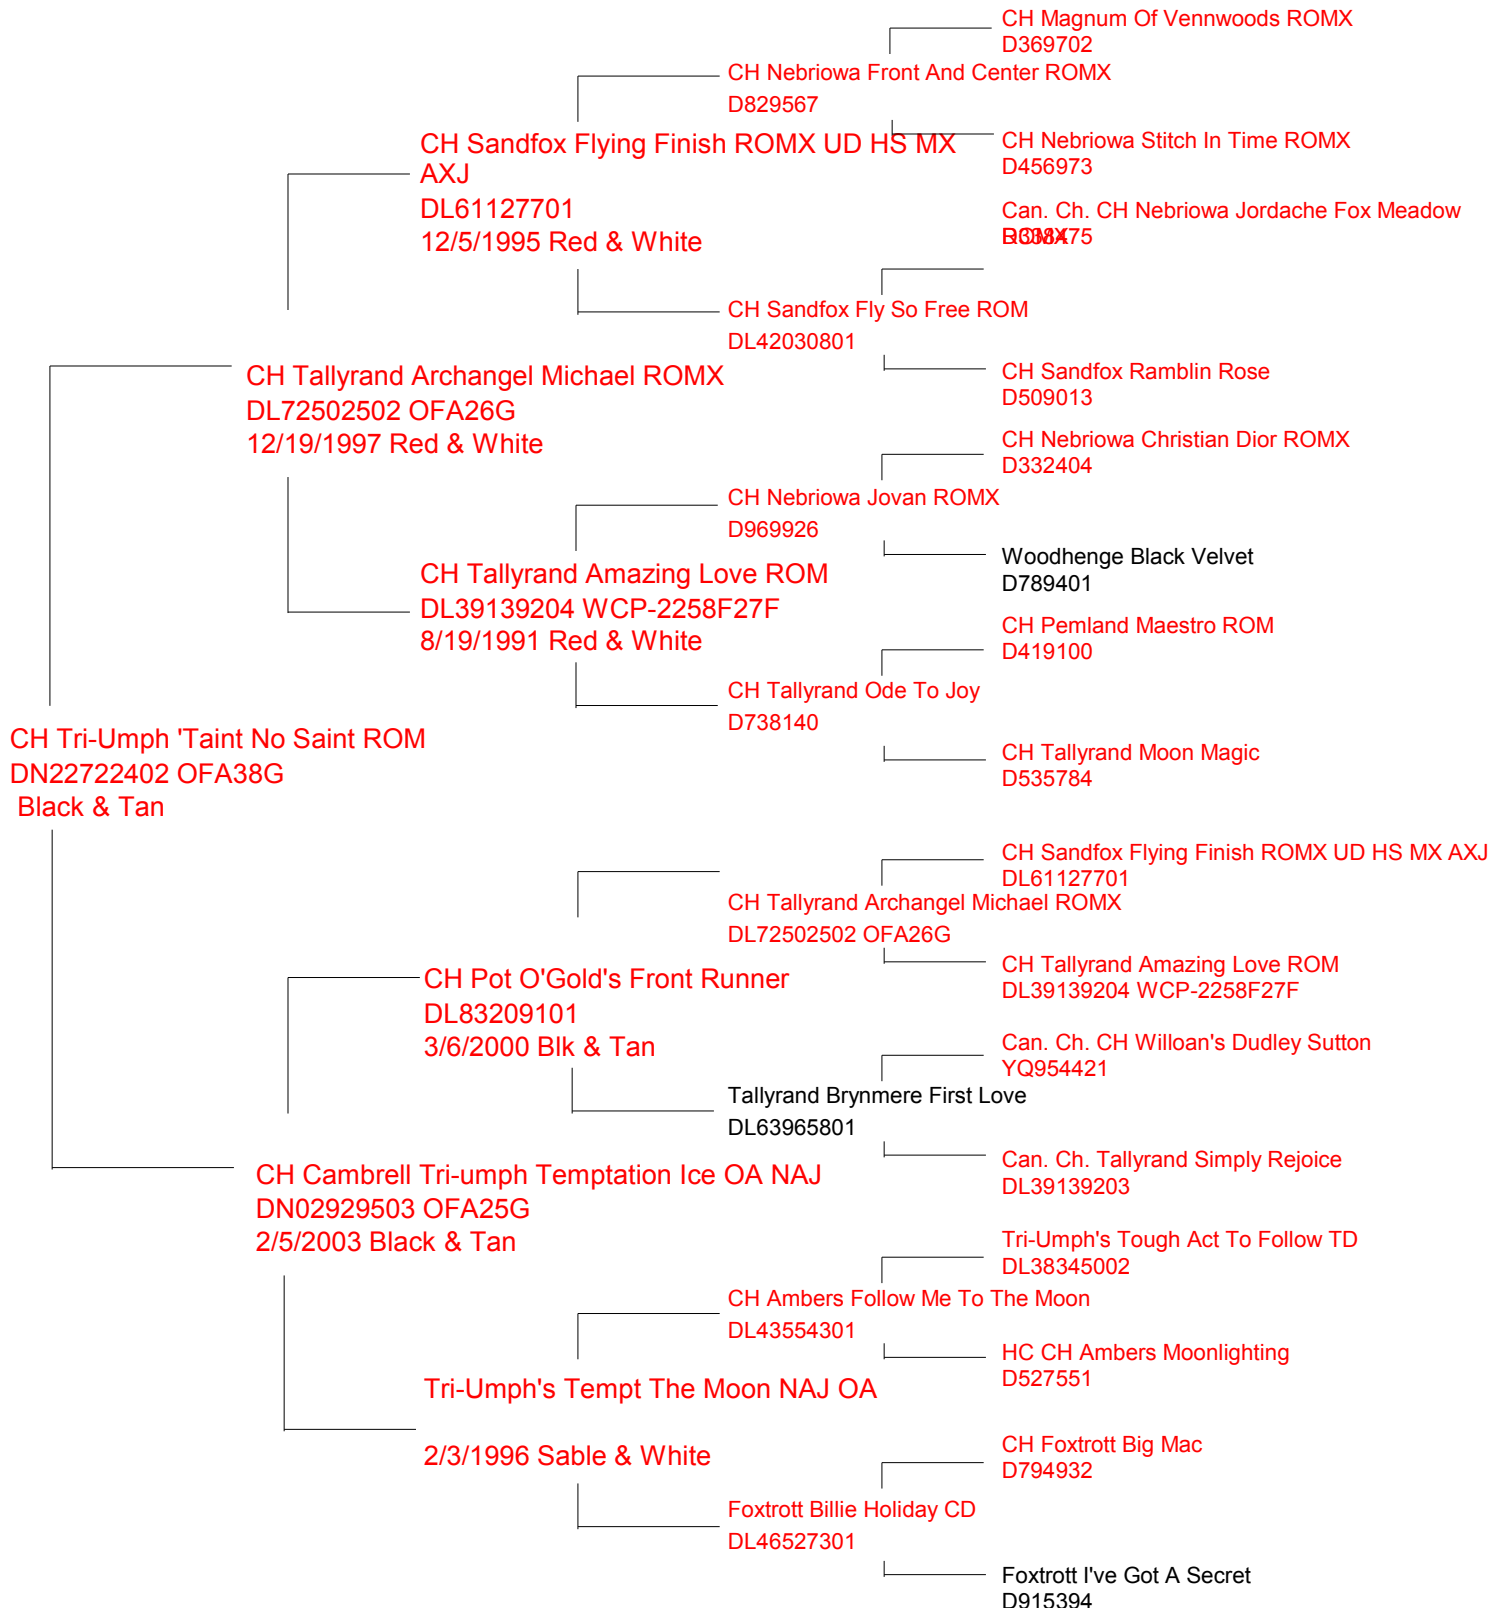 CH Magnum Of Vennwoods ROMX
D369702
CH Nebriowa Front And Center ROMX
D829567
CH Sandfox Flying Finish ROMX UD HS MX
AXJ
DL61127701
12/5/1995 Red & White
CH Nebriowa Stitch In Time ROMX
D456973
Can. Ch. CH Nebriowa Jordache Fox Meadow
ROMX
CH Sandfox Fly So Free ROM
DL42030801
CH Sandfox Ramblin Rose
D509013
CH Tallyrand Archangel Michael ROMX
DL72502502 OFA26G
12/19/1997 Red & White
CH Nebriowa Christian Dior ROMX
D332404
CH Nebriowa Jovan ROMX
D969926
Woodhenge Black Velvet
D789401
CH Tallyrand Amazing Love ROM
DL39139204 WCP-2258F27F
8/19/1991 Red & White
CH Pemland Maestro ROM
D419100
CH Tallyrand Ode To Joy
D738140
CH Tallyrand Moon Magic
D535784
CH Tri-Umph 'Taint No Saint ROM
DN22722402 OFA38G
Black & Tan
CH Sandfox Flying Finish ROMX UD HS MX AXJ
DL61127701
CH Tallyrand Archangel Michael ROMX
DL72502502 OFA26G
CH Tallyrand Amazing Love ROM
DL39139204 WCP-2258F27F
CH Pot O'Gold's Front Runner
DL83209101
3/6/2000 Blk & Tan
Can. Ch. CH Willoan's Dudley Sutton
YQ954421
Tallyrand Brynmere First Love
DL63965801
Can. Ch. Tallyrand Simply Rejoice
DL39139203
CH Cambrell Tri-umph Temptation Ice OA NAJ
DN02929503 OFA25G
2/5/2003 Black & Tan
Tri-Umph's Tough Act To Follow TD
DL38345002
CH Ambers Follow Me To The Moon
DL43554301
HC CH Ambers Moonlighting
D527551
Tri-Umph's Tempt The Moon NAJ OA
2/3/1996 Sable & White
CH Foxtrott Big Mac
D794932
Foxtrott Billie Holiday CD
DL46527301
Foxtrott I've Got A Secret
D915394